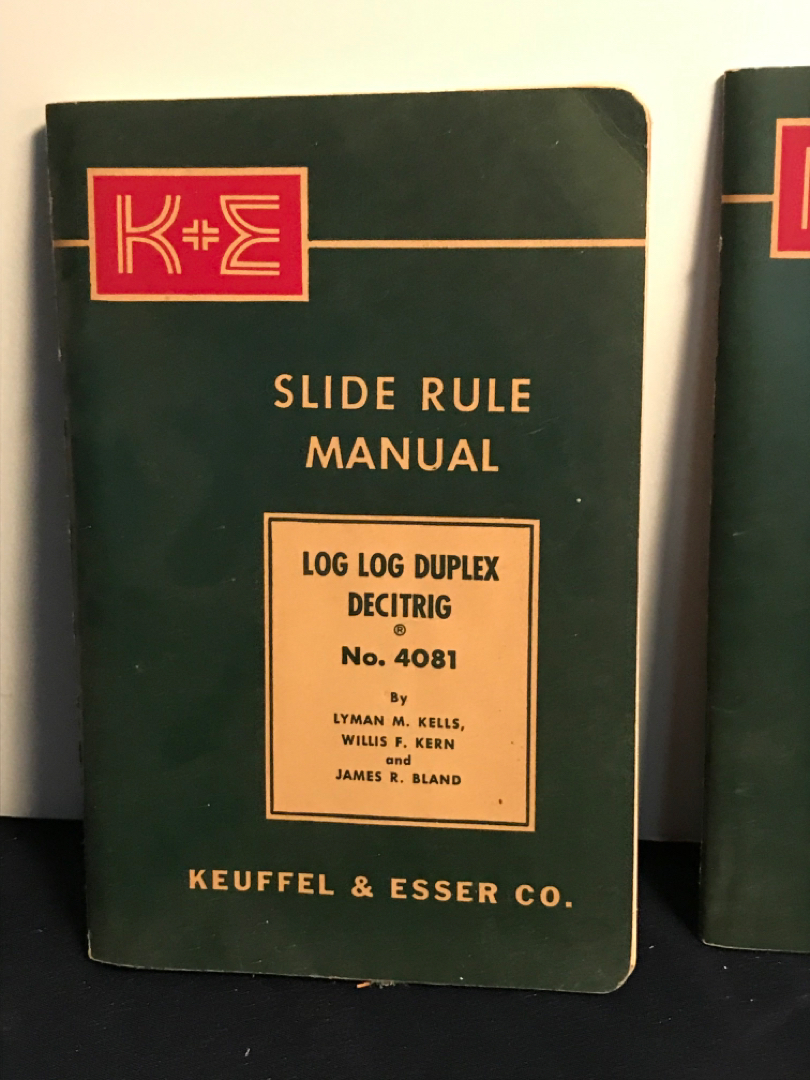 K+E
SLIDE RULE
MANUAL
LOG LOG DUPLEX
DECITRIG
®
No. 4081
By
LYMAN M. KELLS,
WILLIS F. KERN
and
JAMES R. BLAND
KEUFFEL & ESSER CO.